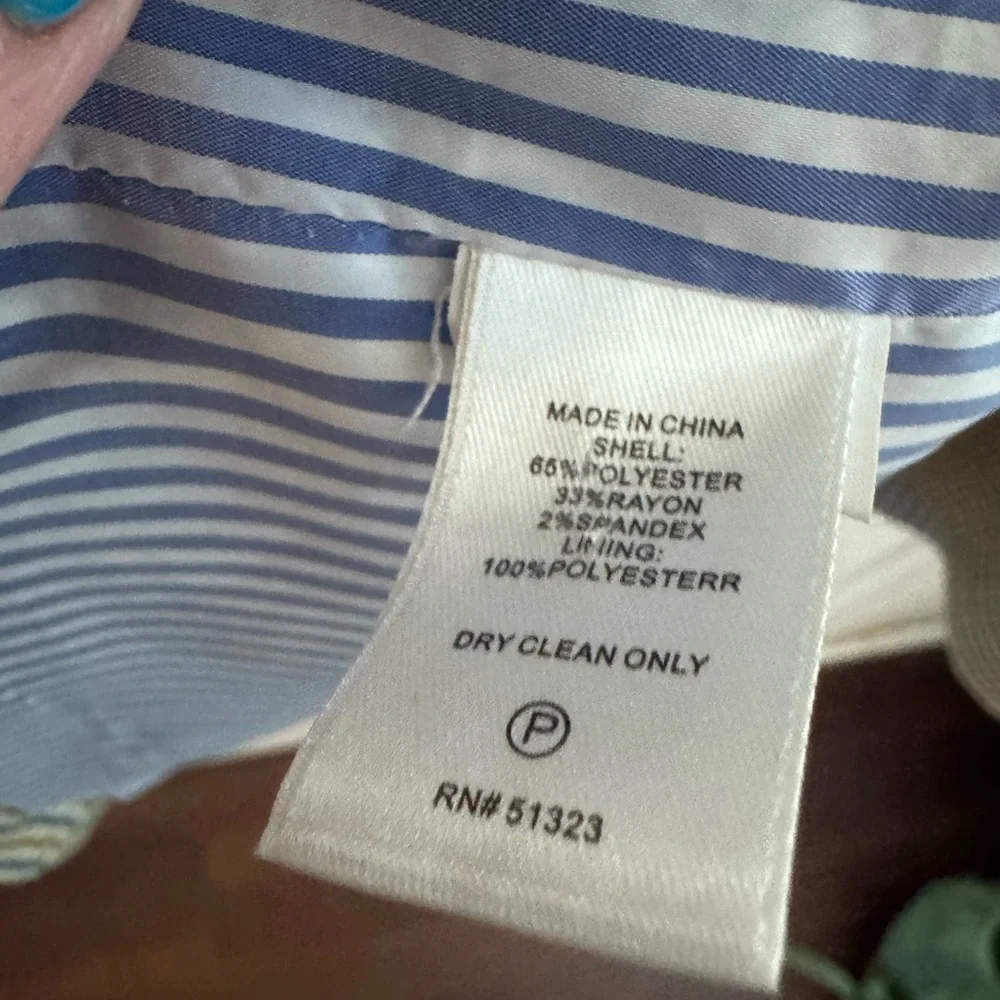 MADE IN CHINA
SHELL:
65%POLYESTER
33%RAYON
2%SPANDEX
LINING:
100%POLYESTERR
DRY CLEAN ONLY
P
RN# 51323